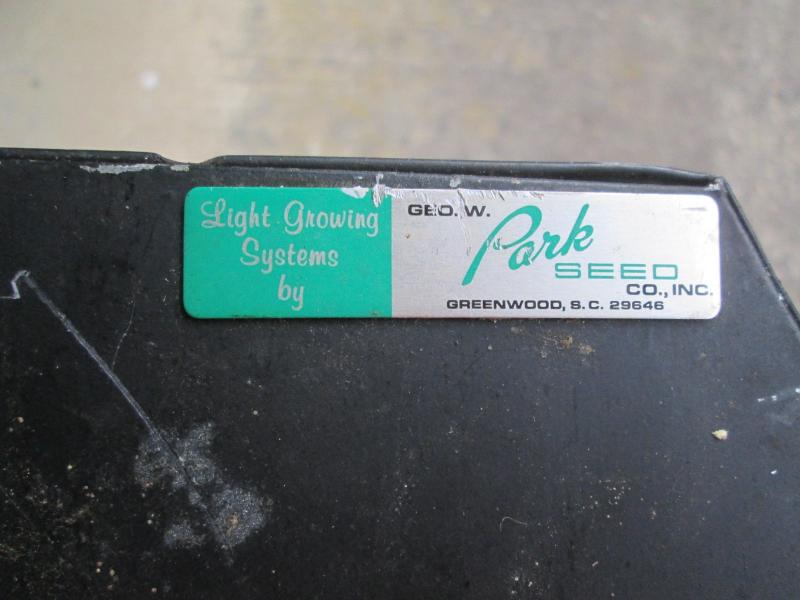 Light Growing
Systems
by
GEO. W.
Park
SEED
CO., INC.
GREENWOOD, S. C. 29646